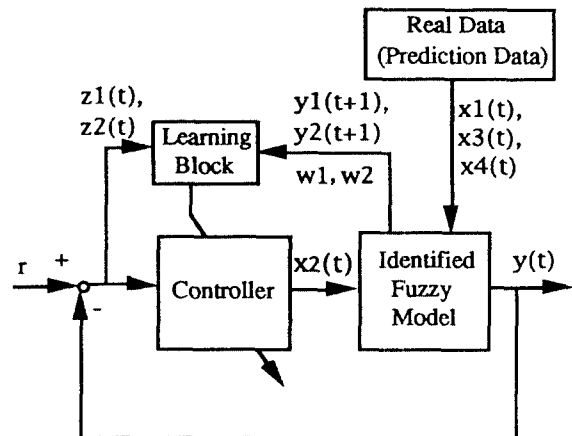 Real Data
(Prediction Data)
z1(t),
z2(t)
Learning
Block
y1(t+1),
y2(t+1)
w1, w2
x1(t),
x3(t),
x4(t)
r
+
-
Controller
x2(t)
Identified
Fuzzy
Model
y(t)